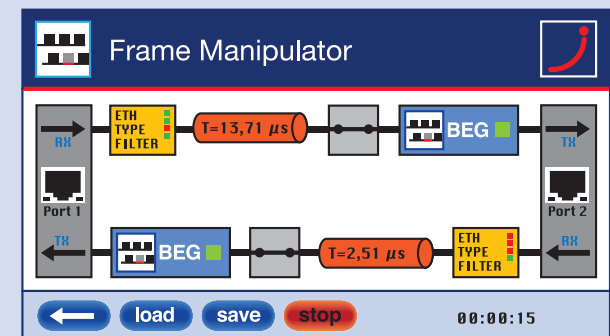 Frame Manipulator
ETH
TYPE
FILTER
T=13,71 µs
BEG
RX
TX
Port 1
Port 2
TX
BEG
T=2,51 µs
ETH
TYPE
FILTER
RX
load
save
stop
00:00:15